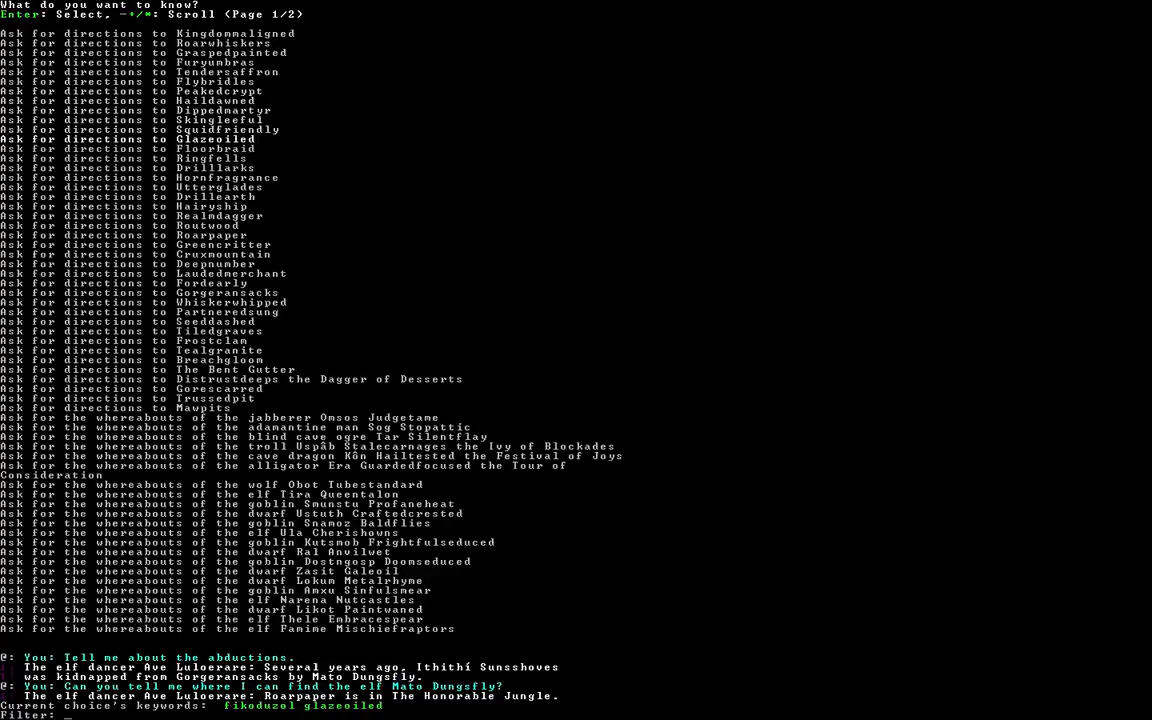 What do you want to know?
Enter: Select, -+/*: Scroll (Page 1/2)
Ask for directions to Kingdommaligned
Ask for directions to Roarwhiskers
Ask for directions to Graspedpainted
Ask for directions to Furyumbras
Ask for directions to Tendersaffron
Ask for directions to Flybridles
Ask for directions to Peakedcrypt
Ask for directions to Haildawned
Ask for directions to Dippedmartyr
Ask for directions to Skingleeful
Ask for directions to Squidfriendly
Ask for directions to Glazeoiled
Ask for directions to Floorbraid
Ask for directions to Ringfells
Ask for directions to Drilllarks
Ask for directions to Hornfragrance
Ask for directions to Utterglades
Ask for directions to Drillearth
Ask for directions to Hairyship
Ask for directions to Realmdagger
Ask for directions to Routwood
Ask for directions to Roarpaper
Ask for directions to Greencritter
Ask for directions to Cruxmountain
Ask for directions to Deepnumber
Ask for directions to Laudedmerchant
Ask for directions to Fordearly
Ask for directions to Gorgeransacks
Ask for directions to Whiskerwhipped
Ask for directions to Partneredsung
Ask for directions to Seeddashed
Ask for directions to Tiledgraves
Ask for directions to Frostclam
Ask for directions to Tealgranite
Ask for directions to Breachgloom
Ask for directions to The Bent Gutter
Ask for directions to Distrustdeeps the Dagger of Desserts
Ask for directions to Gorescarred
Ask for directions to Trussedpit
Ask for directions to Mawpits
Ask for the whereabouts of the jabberer Omsos Judgetame
Ask for the whereabouts of the adamantine man Sog Stopattic
Ask for the whereabouts of the blind cave ogre Tar Silentflay
Ask for the whereabouts of the troll Uspâb Stalecarnages the Ivy of Blockades
Ask for the whereabouts of the cave dragon Kôn Hailtested the Festival of Joys
Ask for the whereabouts of the alligator Era Guardedfocused the Tour of
Consideration
Ask for the whereabouts of the wolf Obot Tubestandard
Ask for the whereabouts of the elf Tira Queentalon
Ask for the whereabouts of the goblin Smunstu Profaneheat
Ask for the whereabouts of the dwarf Ustuth Craftedcrested
Ask for the whereabouts of the goblin Snamoz Baldflies
Ask for the whereabouts of the elf Ula Cherishowns
Ask for the whereabouts of the goblin Kutsmob Frightfulseduced
Ask for the whereabouts of the dwarf Ral Anvilwet
Ask for the whereabouts of the goblin Dostngosp Doomseduced
Ask for the whereabouts of the dwarf Zasit Galeoil
Ask for the whereabouts of the dwarf Lokum Metalrhyme
Ask for the whereabouts of the goblin Amxu Sinfulsmear
Ask for the whereabouts of the elf Narena Nutcastles
Ask for the whereabouts of the dwarf Likot Paintwaned
Ask for the whereabouts of the elf Thele Embracespear
Ask for the whereabouts of the elf Famime Mischiefraptors
@: You: Tell me about the abductions.
The elf dancer Ave Luloerare: Several years ago, Ithithí Sunsshoves
was kidnapped from Gorgeransacks by Mato Dungsfly.
@: You: Can you tell me where I can find the elf Mato Dungsfly?
The elf dancer Ave Luloerare: Roarpaper is in The Honorable Jungle.
Current choice's keywords: fikoduzol glazeoiled
Filter: _